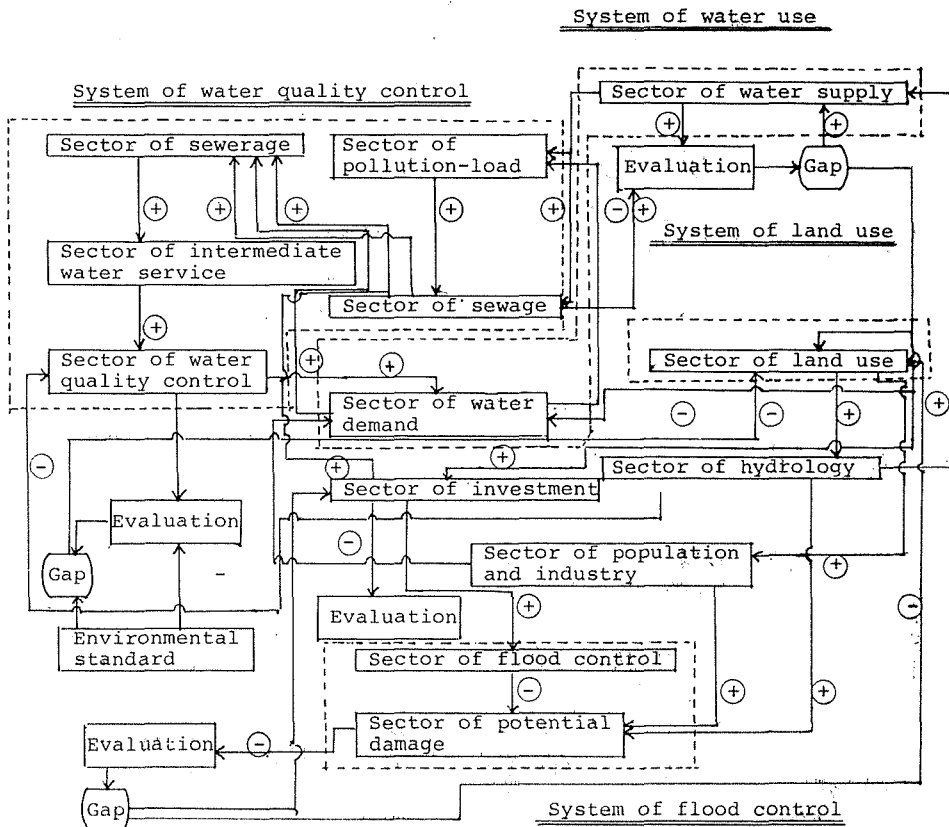 System of water use
System of water quality control
Sector of water supply
Sector of sewerage
Sector of
pollution-load
+
+
Evaluation
Gap
+
+
+
+
+
-
+
System of land use
Sector of intermediate
water service
Sector of sewage
+
Sector of water
quality control
+
+
Sector of land use
Sector of water
demand
-
-
+
+
-
+
+
Sector of hydrology
Sector of investment
Evaluation
-
Sector of population
and industry
+
Gap
-
-
Evaluation
+
Environmental
standard
Sector of flood control
-
+
+
Sector of potential
damage
Evaluation
-
Gap
System of flood control